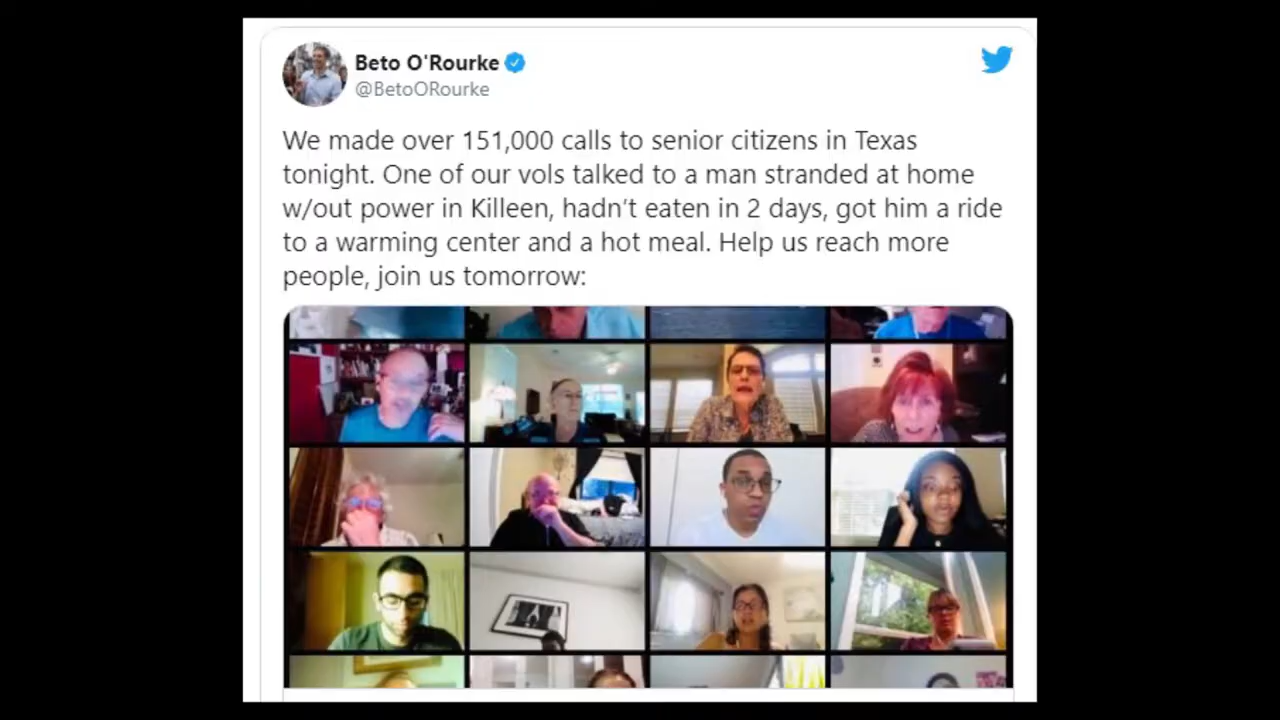 Beto O'Rourke
@BetoORourke
We made over 151,000 calls to senior citizens in Texas
tonight. One of our vols talked to a man stranded at home
w/out power in Killeen, hadn't eaten in 2 days, got him a ride
to a warming center and a hot meal. Help us reach more
people, join us tomorrow: